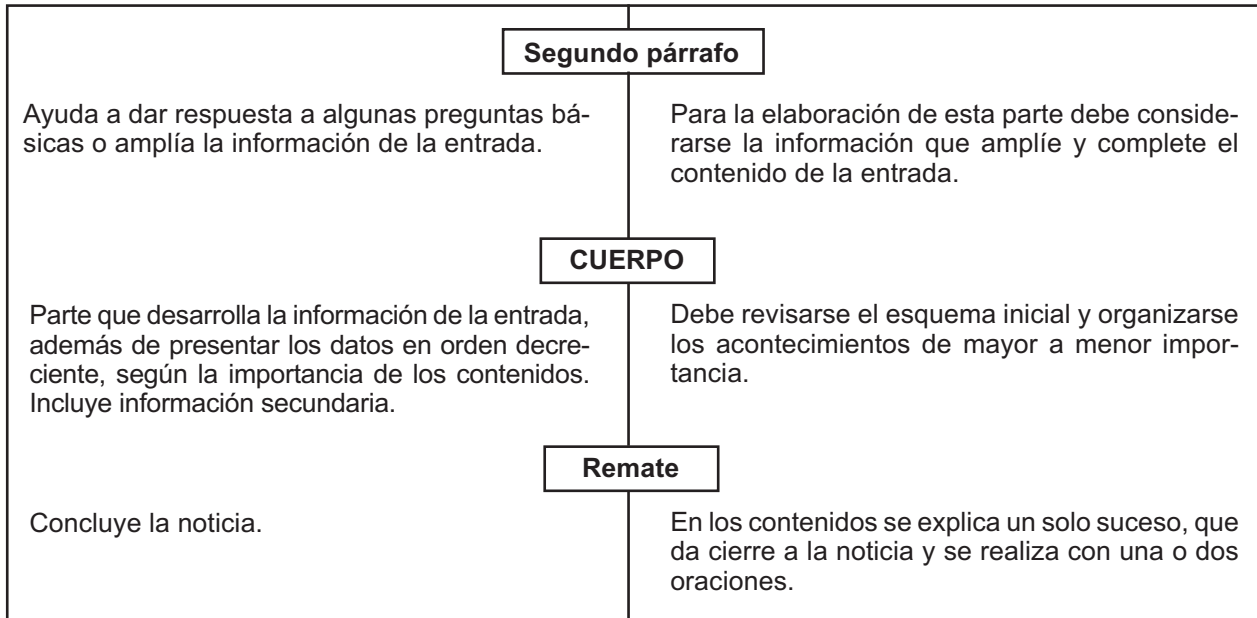 Segundo párrafo
Ayuda a dar respuesta a algunas preguntas bá-
sicas o amplía la información de la entrada.
Para la elaboración de esta parte debe conside-
rarse la información que amplíe y complete el
contenido de la entrada.
CUERPO
Parte que desarrolla la información de la entrada,
además de presentar los datos en orden decre-
ciente, según la importancia de los contenidos.
Incluye información secundaria.
Debe revisarse el esquema inicial y organizarse
los acontecimientos de mayor a menor impor-
tancia.
Remate
Concluye la noticia.
En los contenidos se explica un solo suceso, que
da cierre a la noticia y se realiza con una o dos
oraciones.